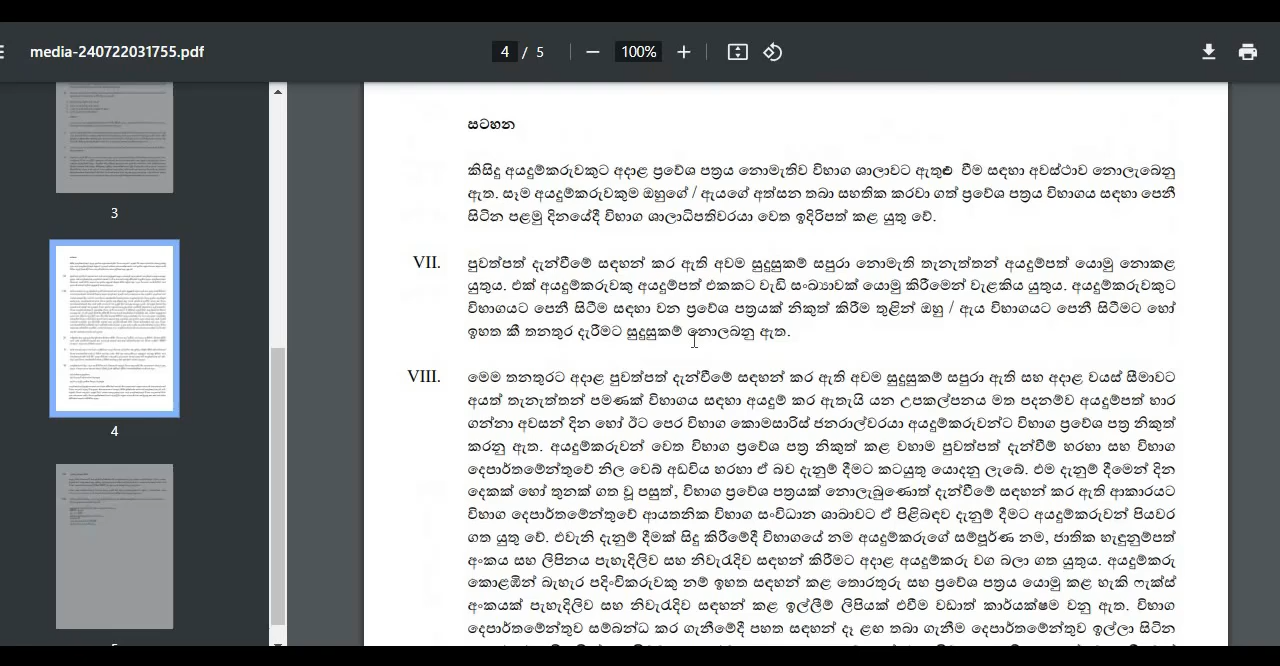 media-240722031755.pdf
4 / 5
100%
3
4
සටහන
කිසිදු අයදුම්කරුවකුට අදාළ ප්‍රවේශ පත්‍රය නොමැතිව විභාග ශාලාවට ඇතුළු වීම සඳහා අවස්ථාව නොලැබෙනු
ඇත. සෑම අයදුම්කරුවකුම ඔහුගේ / ඇයගේ අත්සන තබා සහතික කරවා ගත් ප්‍රවේශ පත්‍රය විභාගය සඳහා පෙනී
සිටින පළමු දිනයේදී විභාග ශාලාධිපතිවරයා වෙත ඉදිරිපත් කළ යුතු වේ.
VII. පුවත්පත් දැන්වීමේ සඳහන් කර ඇති අවම සුදුසුකම් සපුරා නොමැති තැනැත්තන් අයදුම්පත් යොමු නොකළ
යුතුය. එක් අයදුම්කරුවකු අයදුම්පත් එකකට වැඩි සංඛ්‍යාවක් යොමු කිරීමෙන් වැළකිය යුතුය. අයදුම්කරුවකුට
විභාගයට පෙනී සිටීම සඳහා වන ප්‍රවේශ පත්‍රයක් නිකුත් කිරීම තුළින් ඔහු / ඇය විභාගයට පෙනී සිටීමට හෝ
ඉහත කී තනතුර දැරීමට සුදුසුකම් නොලබනු ඇත.
VIII. මෙම තනතුරට අදාළ පුවත්පත් දැන්වීමේ සඳහන් කර ඇති අවම සුදුසුකම් සපුරා ඇති සහ අදාළ වයස් සීමාවට
අයත් තැනැත්තන් පමණක් විභාගය සඳහා අයදුම් කර ඇතැයි යන උපකල්පනය මත පදනම්ව අයදුම්පත් භාර
ගන්නා අවසන් දින හෝ ඊට පෙර විභාග කොමසාරිස් ජනරාල්වරයා අයදුම්කරුවන්ට විභාග ප්‍රවේශ පත්‍ර නිකුත්
කරනු ඇත. අයදුම්කරුවන් වෙත විභාග ප්‍රවේශ පත්‍ර නිකුත් කළ වහාම පුවත්පත් දැන්වීම් හරහා සහ විභාග
දෙපාර්තමේන්තුවේ නිල වෙබ් අඩවිය හරහා ඒ බව දැනුම් දීමට කටයුතු යොදනු ලැබේ. එම දැනුම් දීමෙන් දින
දෙකක් හෝ තුනක් ගත වූ පසුත්, විභාග ප්‍රවේශ පත්‍රයක් නොලැබුණොත් දැන්වීමේ සඳහන් කර ඇති ආකාරයට
විභාග දෙපාර්තමේන්තුවේ ආයතනික විභාග සංවිධාන ශාඛාවට ඒ පිළිබඳව දැනුම් දීමට අයදුම්කරුවන් පියවර
ගත යුතු වේ. එවැනි දැනුම් දීමක් සිදු කිරීමේදී විභාගයේ නම අයදුම්කරුගේ සම්පූර්ණ නම, ජාතික හැඳුනුම්පත්
අංකය සහ ලිපිනය පැහැදිලිව සහ නිවැරැදිව සඳහන් කිරීමට අදාළ අයදුම්කරු වග බලා ගත යුතුය. අයදුම්කරු
කොළඹින් බැහැර පදිංචිකරුවකු නම් ඉහත සඳහන් කළ තොරතුරු සහ ප්‍රවේශ පත්‍රය යොමු කළ හැකි ෆැක්ස්
අංකයක් පැහැදිලිව සහ නිවැරැදිව සඳහන් කළ ඉල්ලීම් ලිපියක් එවීම වඩාත් කාර්යක්ෂම වනු ඇත. විභාග
දෙපාර්තමේන්තුව සම්බන්ධ කර ගැනීමේදී පහත සඳහන් දෑ ළඟ තබා ගැනීම දෙපාර්තමේන්තුව ඉල්ලා සිටින